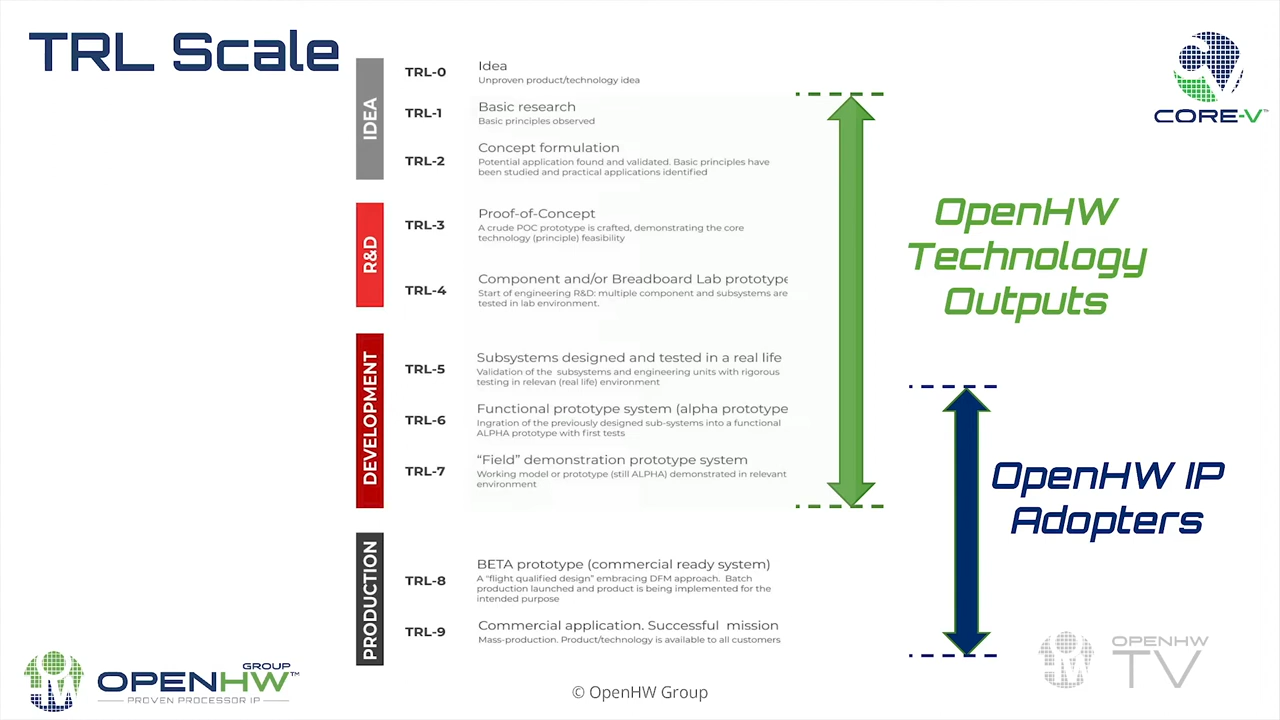 TRL Scale
IDEA
TRL-0
Idea
Unproven product/technology idea
TRL-1
Basic research
Basic principles observed
TRL-2
Concept formulation
Potential application found and validated. Basic principles have
been studied and practical applications identified
R&D
TRL-3
Proof-of-Concept
A crude POC prototype is crafted, demonstrating the core
technology (principle) feasibility
TRL-4
Component and/or Breadboard Lab prototype
Start of engineering R&D: multiple component and subsystems are
tested in lab environment.
DEVELOPMENT
TRL-5
Subsystems designed and tested in a real life
Validation of the subsystems and engineering units with rigorous
testing in relevan (real life) environment
TRL-6
Functional prototype system (alpha prototype
Ingration of the previously designed sub-systems into a functional
ALPHA prototype with first tests
TRL-7
“Field” demonstration prototype system
Working model or prototype (still ALPHA) demonstrated in relevant
environment
PRODUCTION
TRL-8
BETA prototype (commercial ready system)
A “flight qualified design” embracing DFM approach. Batch
production launched and product is being implemented for the
intended purpose
TRL-9
Commercial application. Successful mission
Mass-production. Product/technology is available to all customers
CORE-V™
OpenHW
Technology
Outputs
OpenHW IP
Adopters
GROUP
OPENHW™
PROVEN PROCESSOR IP
© OpenHW Group
OPENHW
TV